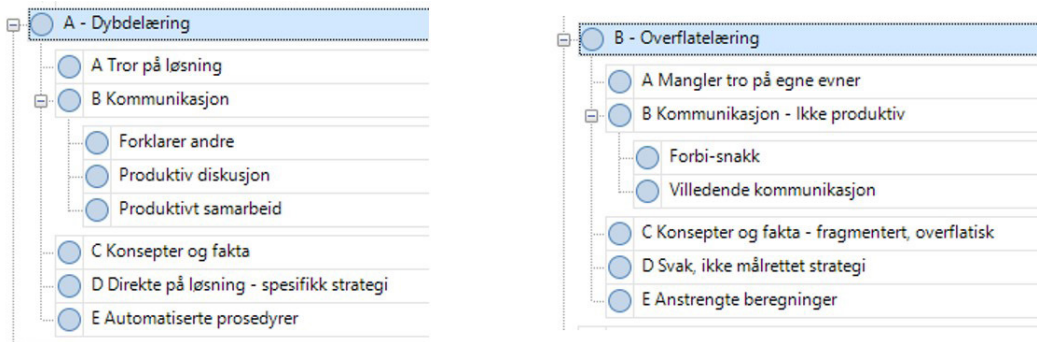 A - Dybdelæring
A Tror på løsning
B Kommunikasjon
Forklarer andre
Produktiv diskusjon
Produktivt samarbeid
C Konsepter og fakta
D Direkte på løsning - spesifikk strategi
E Automatiserte prosedyrer
B - Overflatelæring
A Mangler tro på egne evner
B Kommunikasjon - Ikke produktiv
Forbi-snakk
Villedende kommunikasjon
C Konsepter og fakta - fragmentert, overflatisk
D Svak, ikke målrettet strategi
E Anstrengte beregninger